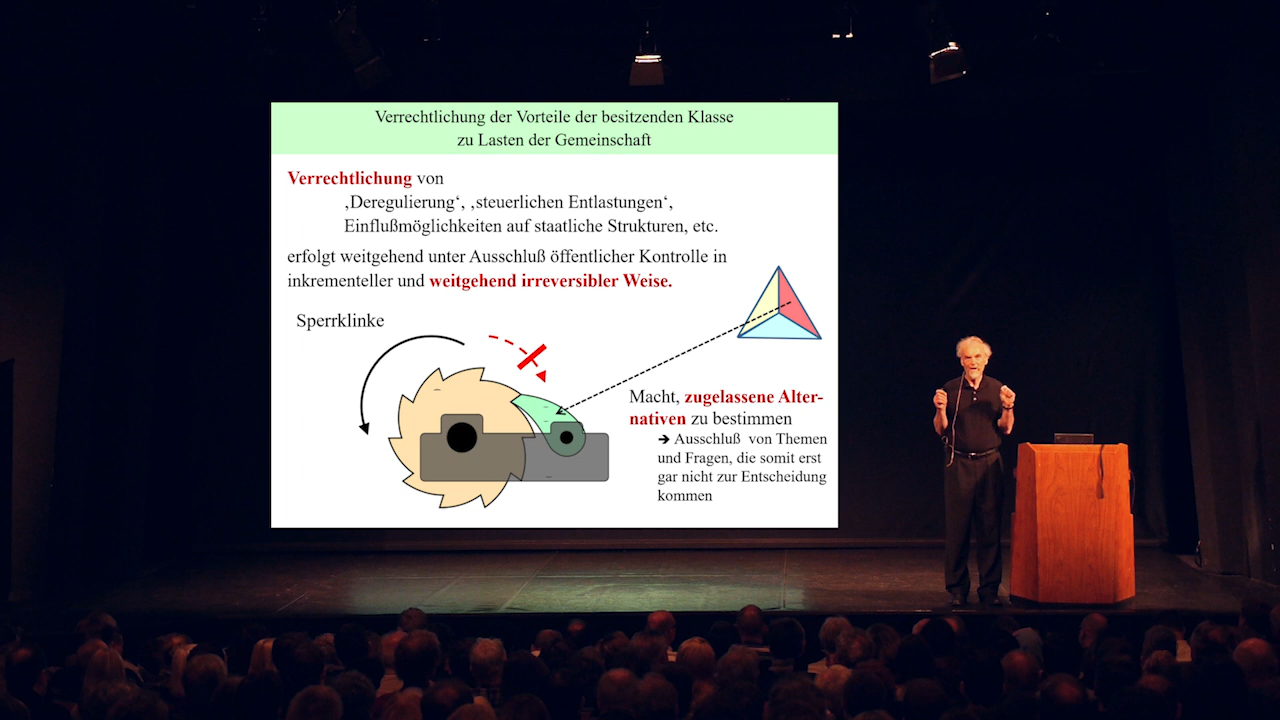 Verrechtlichung der Vorteile der besitzenden Klasse
zu Lasten der Gemeinschaft
Verrechtlichung von
‚Deregulierung‘, ‚steuerlichen Entlastungen‘,
Einflußmöglichkeiten auf staatliche Strukturen, etc.
erfolgt weitgehend unter Ausschluß öffentlicher Kontrolle in
inkrementeller und weitgehend irreversibler Weise.
Sperrklinke
Macht, zugelassene Alter-
nativen zu bestimmen
➔ Ausschluß von Themen
und Fragen, die somit erst
gar nicht zur Entscheidung
kommen